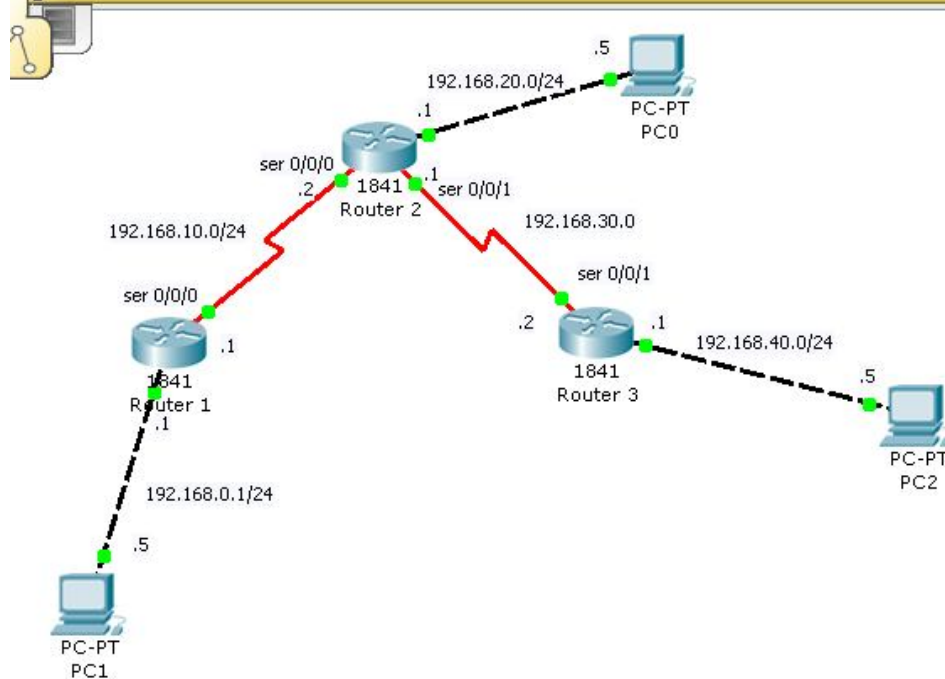 .5
192.168.20.0/24
.1
PC-PT
PC0
ser 0/0/0
.2
1841
Router 2
.1
ser 0/0/1
192.168.10.0/24
192.168.30.0
ser 0/0/0
ser 0/0/1
.1
1841
Router 1
.2
.1
1841
Router 3
192.168.40.0/24
.5
PC-PT
PC2
.1
192.168.0.1/24
.5
PC-PT
PC1